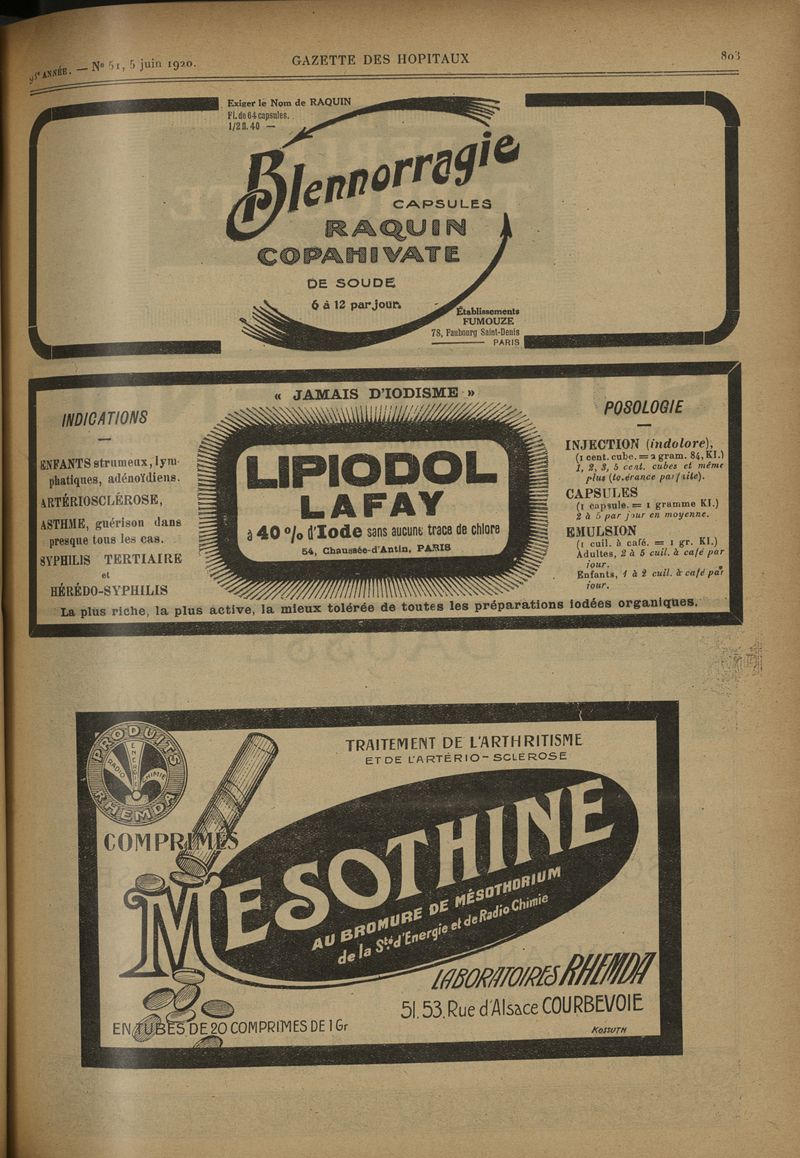 93e ANNÉE. — No 51, 5 juin 1920.
GAZETTE DES HOPITAUX
803
Exiger le Nom de RAQUIN
Fl. de 64 capsules.
1/2 fl. 40 —
Blennorragie
CAPSULES
RAQUIN
COPAHIVATE
DE SOUDE
6 à 12 par jour.
Établissements
FUMOUZE
78, Faubourg Saint-Denis
PARIS
« JAMAIS D'IODISME »
INDICATIONS
ENFANTS strumeux, lym-
phatiques, adénoïdiens.
ARTÉRIOSCLÉROSE,
ASTHME, guérison dans
presque tous les cas.
SYPHILIS TERTIAIRE
et
HÉRÉDO-SYPHILIS
LIPIODOL
LAFAY
à 40 % d'Iode sans aucune trace de chlore
54, Chaussée-d'Antin, PARIS
POSOLOGIE
INJECTION (indolore),
(1 cent. cube. = 2 gram. 84, KI.)
1, 2, 3, 5 cent. cubes et même
plus (tolérance parfaite).
CAPSULES
(1 capsule. = 1 gramme KI.)
2 à 5 par jour en moyenne.
EMULSION
(1 cuil. à café. = 1 gr. KI.)
Adultes, 2 à 5 cuil. à café par
jour.
Enfants, 1 à 2 cuil. à café par
jour.
La plus riche, la plus active, la mieux tolérée de toutes les préparations iodées organiques.
PRODUITS
ENERGIE
RADIO
CHIMIE
RHEMDA
TRAITEMENT DE L'ARTHRITISME
ET DE L'ARTÉRIO-SCLÉROSE
COMPRIMÉS
MESOTHINE
AU BROMURE DE MÉSOTHORIUM
de la Sté d'Energie et de Radio Chimie
LABORATOIRES RHEMDA
51.53, Rue d'Alsace COURBEVOIE
EN TUBES DE 20 COMPRIMES DE 1 Gr
KOSSUTH